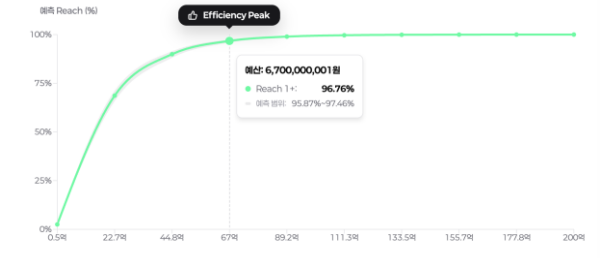 예측 Reach (%)
Efficiency Peak
100%
75%
50%
25%
0%
예산: 6,700,000,001원
Reach 1+: 96.76%
예측 범위: 95.87%~97.46%
0.5억 22.7억 44.8억 67억 89.2억 111.3억 133.5억 155.7억 177.8억 200억